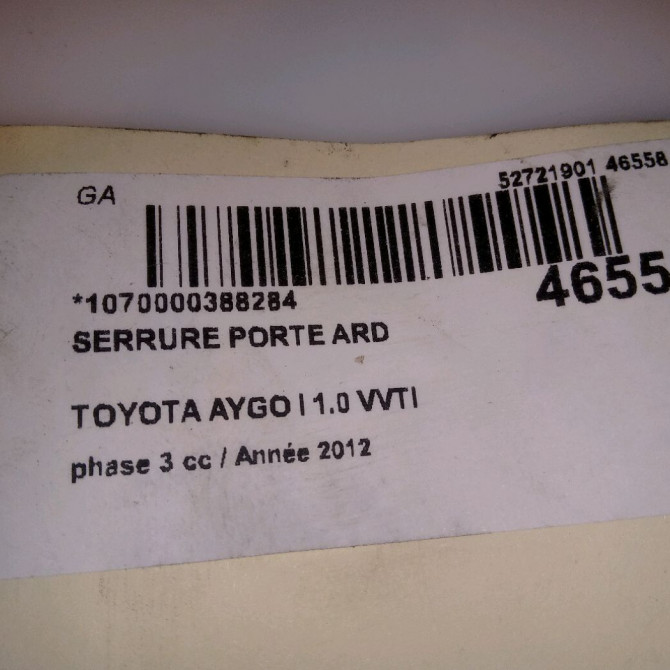 GA
52721901 46558
4655
*1070000388284
SERRURE PORTE ARD
TOYOTA AYGO I 1.0 VVTI
phase 3 cc / Année 2012